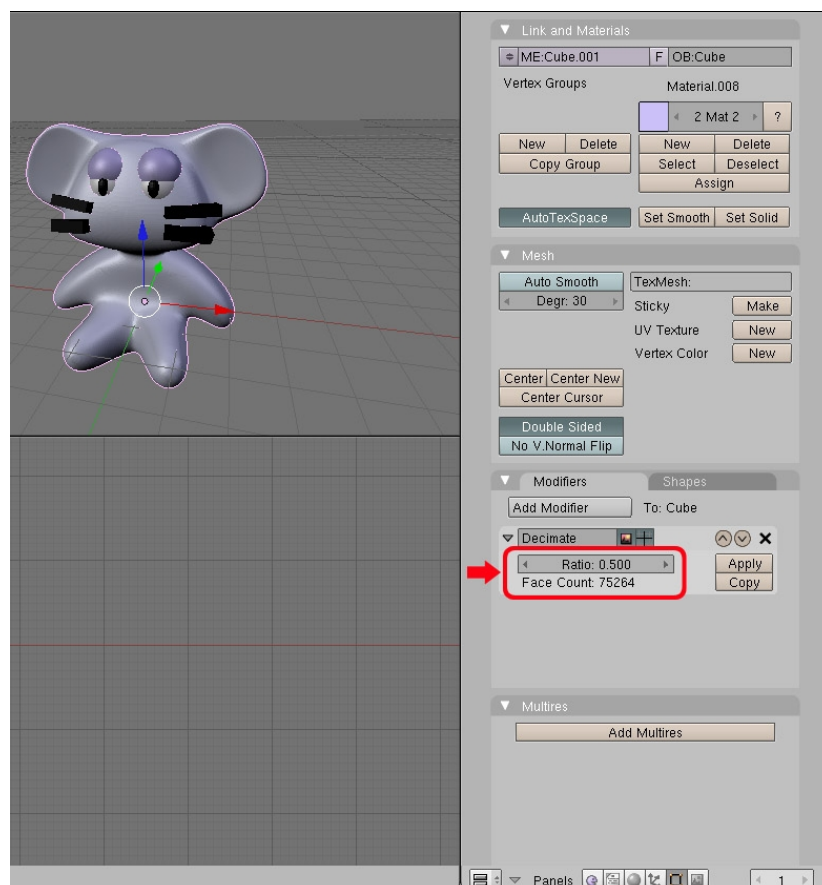 Link and Materials
ME:Cube.001 F OB:Cube
Vertex Groups Material.008
2 Mat 2 ?
New Delete New Delete
Copy Group Select Deselect
Assign
AutoTexSpace Set Smooth Set Solid
Mesh
Auto Smooth TexMesh:
Degr: 30 Sticky Make
UV Texture New
Vertex Color New
Center Center New
Center Cursor
Double Sided
No V.Normal Flip
Modifiers Shapes
Add Modifier To: Cube
Decimate
Ratio: 0.500 Apply
Face Count: 75264 Copy
Multires
Add Multires
Panels 1